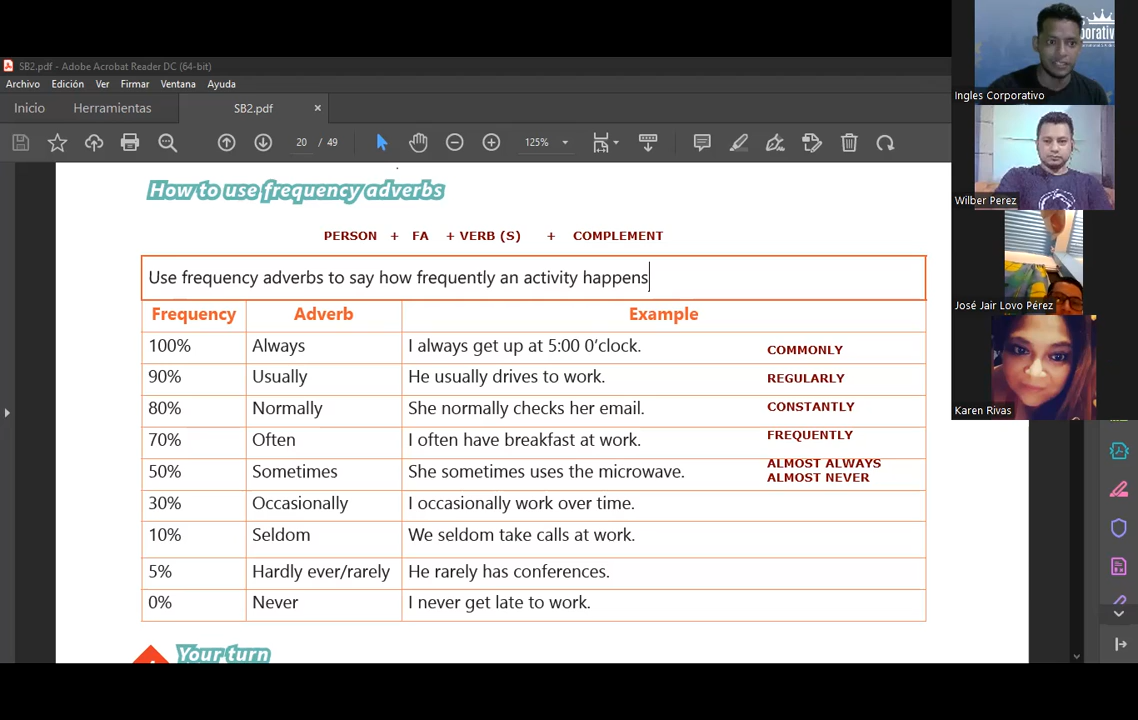 SB2.pdf - Adobe Acrobat Reader DC (64-bit)
Archivo Edición Ver Firmar Ventana Ayuda
Inicio Herramientas SB2.pdf ×
20 / 49 125%
How to use frequency adverbs
PERSON + FA + VERB (S) + COMPLEMENT
Use frequency adverbs to say how frequently an activity happens
Frequency Adverb Example
100% Always I always get up at 5:00 0’clock. COMMONLY
90% Usually He usually drives to work. REGULARLY
80% Normally She normally checks her email. CONSTANTLY
70% Often I often have breakfast at work. FREQUENTLY
50% Sometimes She sometimes uses the microwave. ALMOST ALWAYS
ALMOST NEVER
30% Occasionally I occasionally work over time.
10% Seldom We seldom take calls at work.
5% Hardly ever/rarely He rarely has conferences.
0% Never I never get late to work.
Your turn
Ingles Corporativo
Wilber Perez
José Jair Lovo Pérez
Karen Rivas